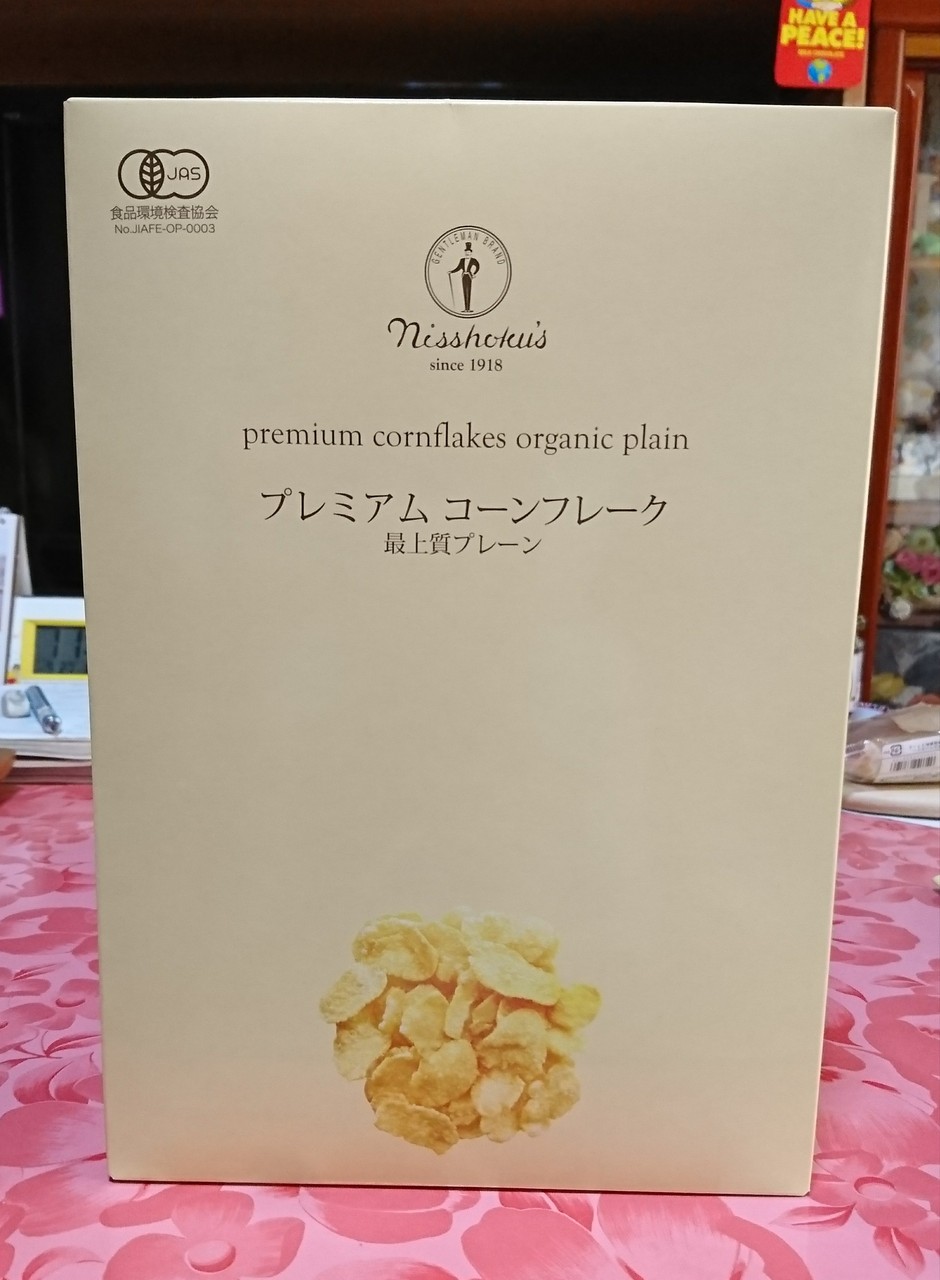 HAVE A
PEACE!
MILK CHOCOLATE
JAS
食品環境検査協会
No.JIAFE-OP-0003
GENTLEMAN BRAND
nisshoku's
since 1918
premium cornflakes organic plain
プレミアム コーンフレーク
最上質プレーン